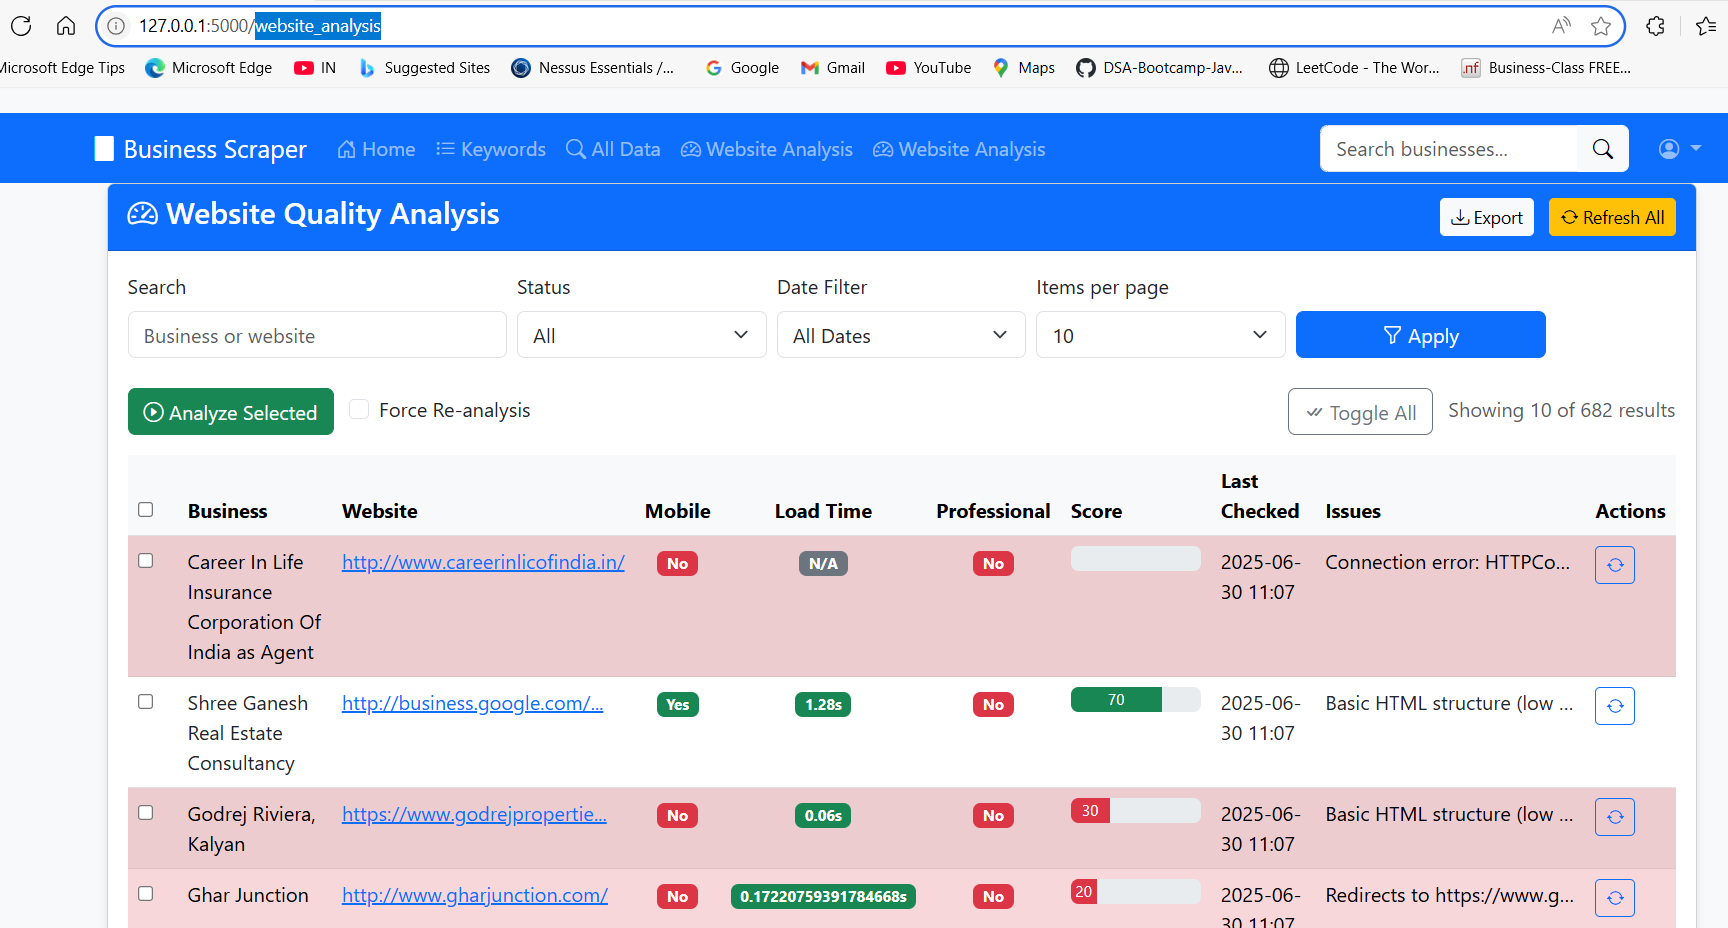 127.0.0.1:5000/website_analysis
Microsoft Edge Tips Microsoft Edge IN Suggested Sites Nessus Essentials /... Google Gmail YouTube Maps DSA-Bootcamp-Jav... LeetCode - The Wor... .nf Business-Class FREE...
Business Scraper Home Keywords All Data Website Analysis Website Analysis Search businesses...
Website Quality Analysis Export Refresh All
Search Status Date Filter Items per page
Business or website All All Dates 10 Apply
Analyze Selected Force Re-analysis Toggle All Showing 10 of 682 results
Business Website Mobile Load Time Professional Score Last Checked Issues Actions
Career In Life Insurance Corporation Of India as Agent http://www.careerinlicofindia.in/ No N/A No 2025-06-30 11:07 Connection error: HTTPCo...
Shree Ganesh Real Estate Consultancy http://business.google.com/... Yes 1.28s No 70 2025-06-30 11:07 Basic HTML structure (low ...
Godrej Riviera, Kalyan https://www.godrejpropertie... No 0.06s No 30 2025-06-30 11:07 Basic HTML structure (low ...
Ghar Junction http://www.gharjunction.com/ No 0.1722075939178466​8s No 20 2025-06-30 11:07 Redirects to https://www.g...